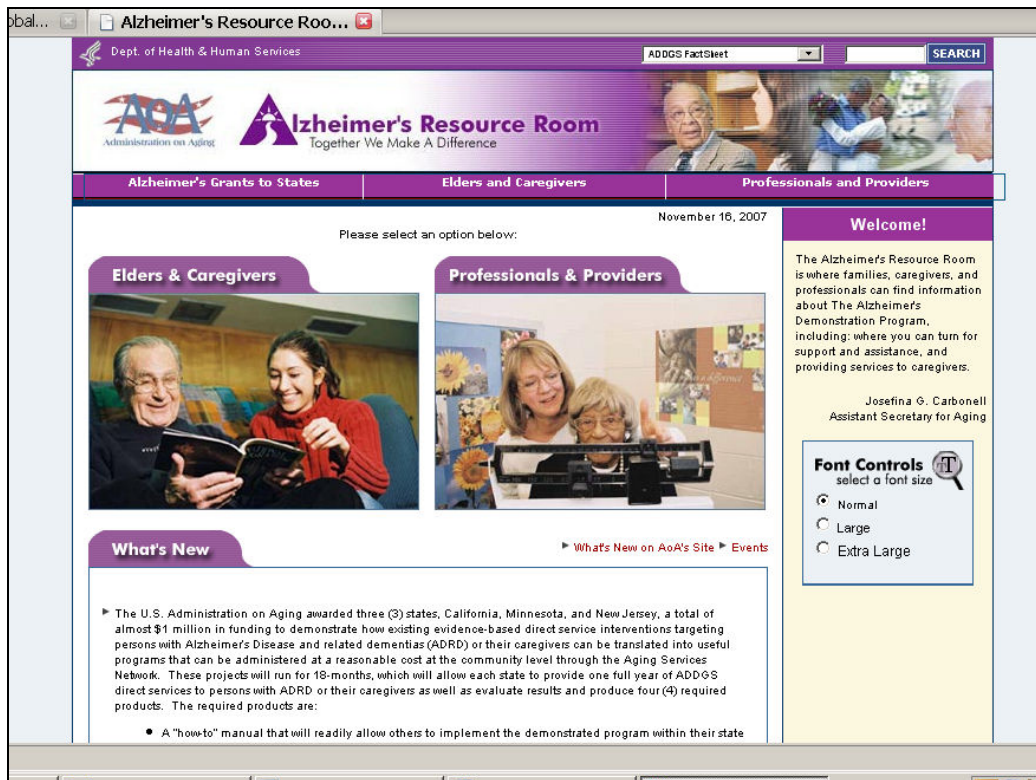 obal...
Alzheimer's Resource Roo...
Dept. of Health & Human Services
ADDGS FactSheet
SEARCH
AOA
Administration on Aging
Alzheimer's Resource Room
Together We Make A Difference
Alzheimer's Grants to States
Elders and Caregivers
Professionals and Providers
November 16, 2007
Please select an option below:
Elders & Caregivers
Professionals & Providers
Welcome!
The Alzheimer's Resource Room
is where families, caregivers, and
professionals can find information
about The Alzheimer's
Demonstration Program,
including: where you can turn for
support and assistance, and
providing services to caregivers.
Josefina G. Carbonell
Assistant Secretary for Aging
Font Controls
select a font size
Normal
Large
Extra Large
What's New
What's New on AoA's Site
Events
The U.S. Administration on Aging awarded three (3) states, California, Minnesota, and New Jersey, a total of
almost $1 million in funding to demonstrate how existing evidence-based direct service interventions targeting
persons with Alzheimer's Disease and related dementias (ADRD) or their caregivers can be translated into useful
programs that can be administered at a reasonable cost at the community level through the Aging Services
Network. These projects will run for 18-months, which will allow each state to provide one full year of ADDGS
direct services to persons with ADRD or their caregivers as well as evaluate results and produce four (4) required
products. The required products are:
A "how-to" manual that will readily allow others to implement the demonstrated program within their state